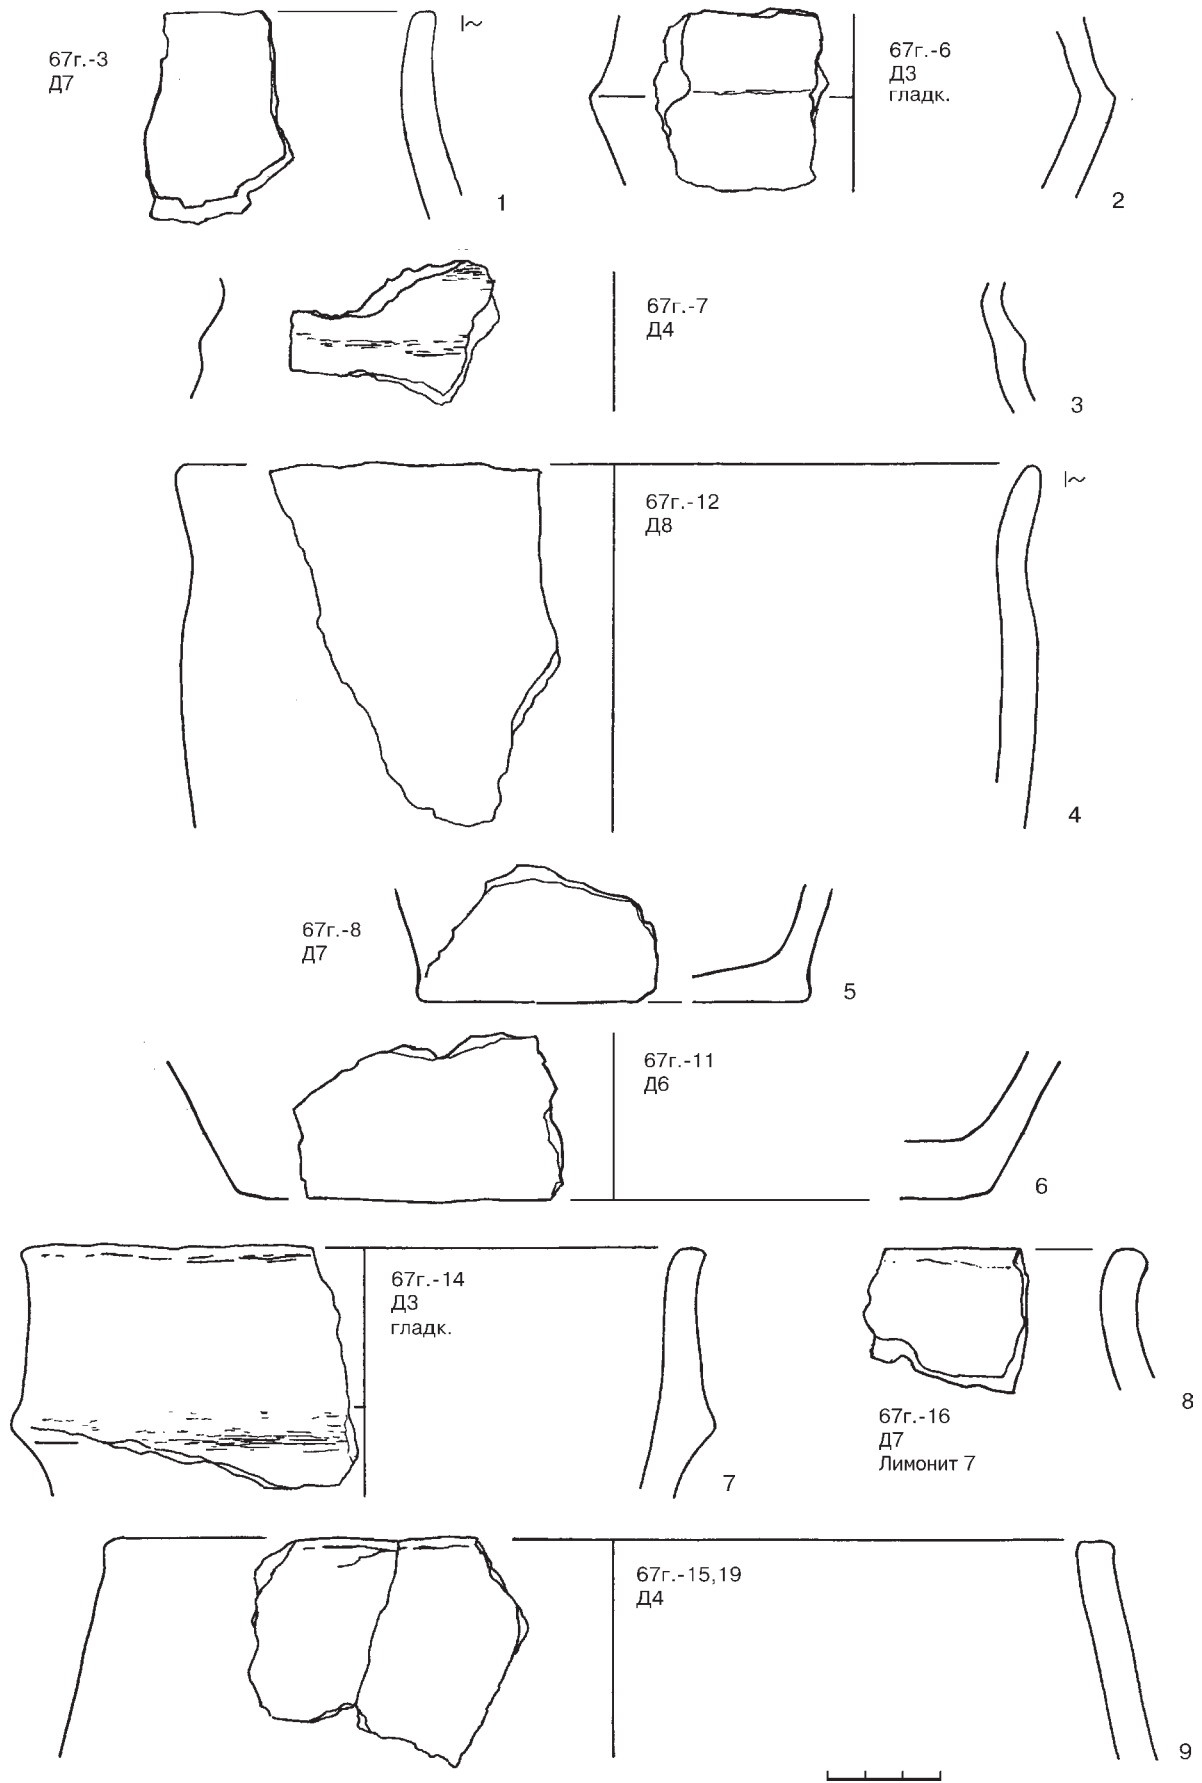 67г.-3
Д7
|~
1
67г.-6
Д3
гладк.
2
67г.-7
Д4
3
67г.-12
Д8
|~
4
67г.-8
Д7
5
67г.-11
Д6
6
67г.-14
Д3
гладк.
7
67г.-16
Д7
Лимонит 7
8
67г.-15,19
Д4
9